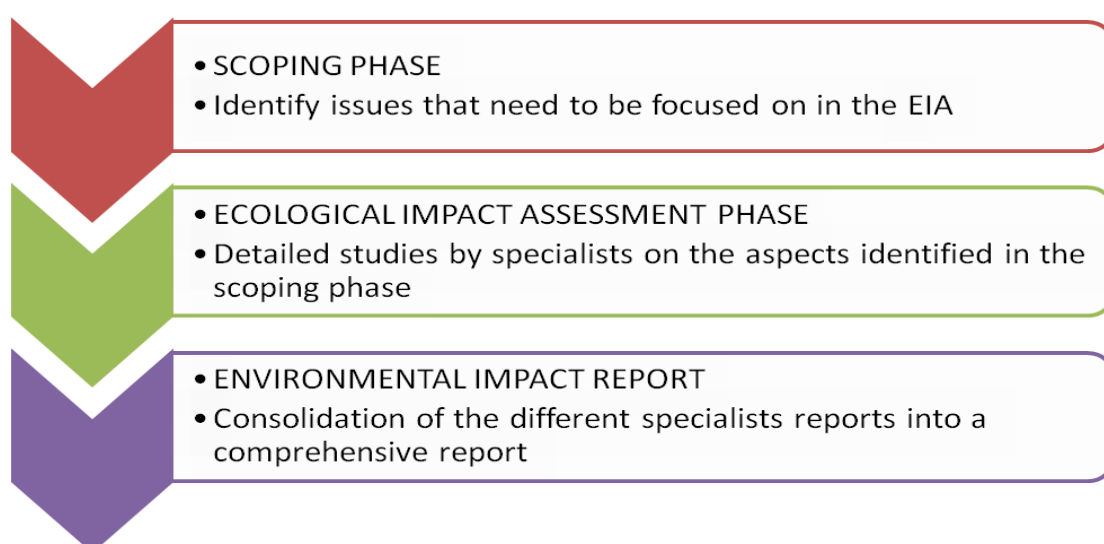 • SCOPING PHASE
• Identify issues that need to be focused on in the EIA
• ECOLOGICAL IMPACT ASSESSMENT PHASE
• Detailed studies by specialists on the aspects identified in the
scoping phase
• ENVIRONMENTAL IMPACT REPORT
• Consolidation of the different specialists reports into a
comprehensive report